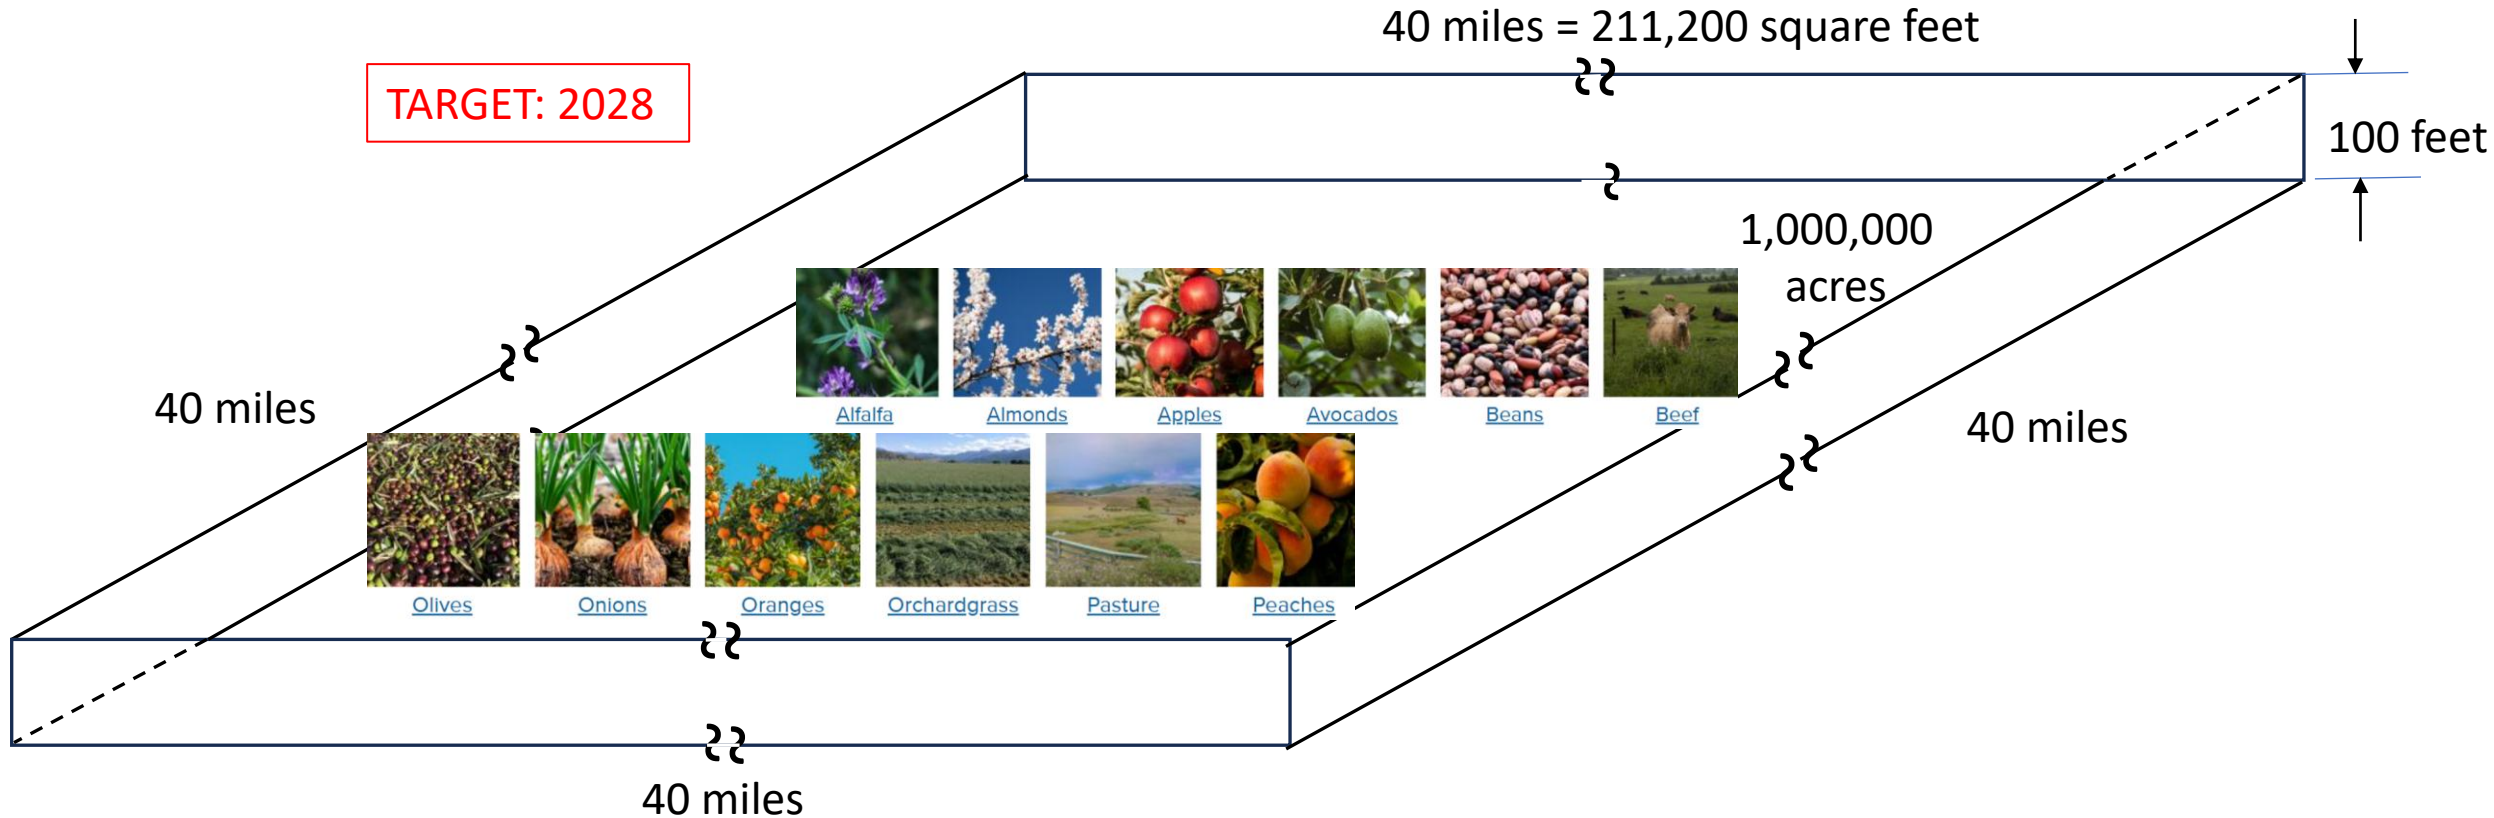 40 miles = 211,200 square feet
TARGET: 2028
100 feet
1,000,000
acres
Alfalfa Almonds Apples Avocados Beans Beef
40 miles
40 miles
Olives Onions Oranges Orchardgrass Pasture Peaches
40 miles